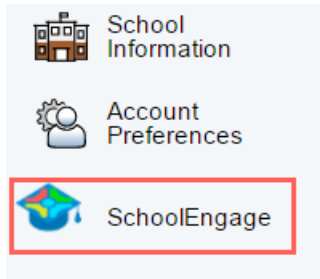 School
Information
Account
Preferences
SchoolEngage